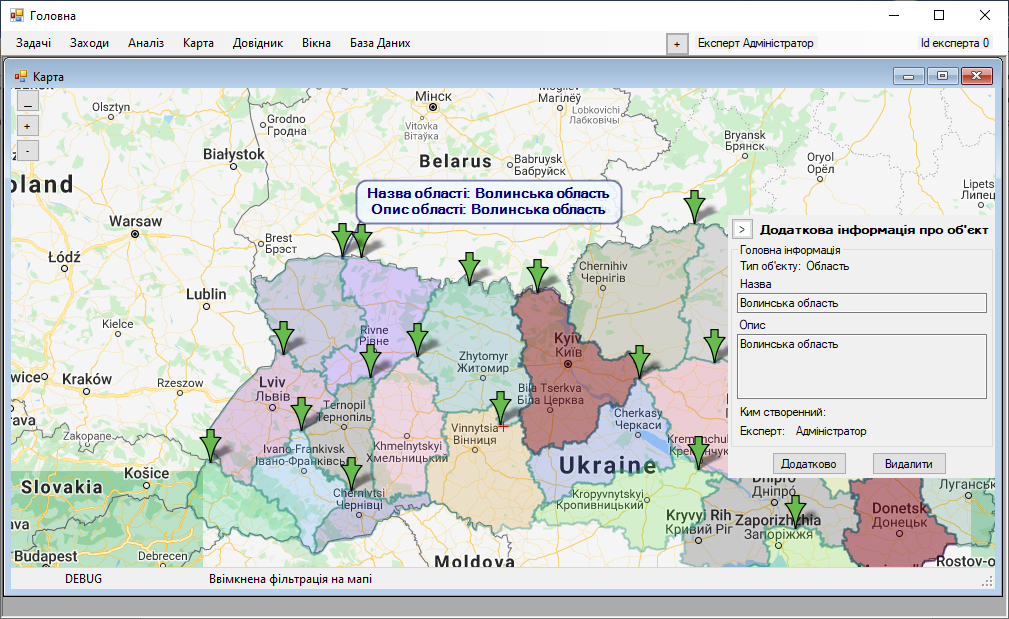 Головна
Задачі Заходи Аналіз Карта Довідник Вікна База Даних + Експерт Адміністратор Id експерта 0
Карта
_
+
-
Olsztyn
Grodno
Гродна
Białystok
Мінск
Vitovka
Вітаўка
Belarus
Babruysk
Бабруйск
Магілёў
Lobkovichi
Лабковічы
Bryansk
Брянск
Oryol
Орёл
Lipets
Липец
oland
Warsaw
Łódź
Brest
Брэст
Lublin
Kielce
Назва області: Волинська область
Опис області: Волинська область
Chernihiv
Чернігів
Rivne
Рівне
Zhytomyr
Житомир
Kyiv
Київ
Bila Tserkva
Біла Церква
Kraków
Rzeszow
Lviv
Львів
Ternopil
Тернопіль
Zakopane
Ivano-Frankivsk
Івано-Франківськ
Khmelnytskyi
Хмельницький
Vinnytsia
Вінниця
Cherkasy
Черкаси
Kremenchuk
Кременчук
Košice
Slovakia
Chernivtsi
Чернівці
Ukraine
Kropyvnytskyi
Кропивницький
Dnipro
Дніпро
Kryvyi Rih
Кривий Ріг
Zaporizhzhia
Запоріжжя
Donetsk
Донецьк
Луганськ
Budapest
Debrecen
Moldova
Rostov-o
> Додаткова інформація про об'єкт
Головна інформація
Тип об'єкту: Область
Назва
Волинська область
Опис
Волинська область
Ким створенний:
Експерт: Адміністратор
Додатково Видалити
DEBUG Ввімкнена фільтрація на мапі